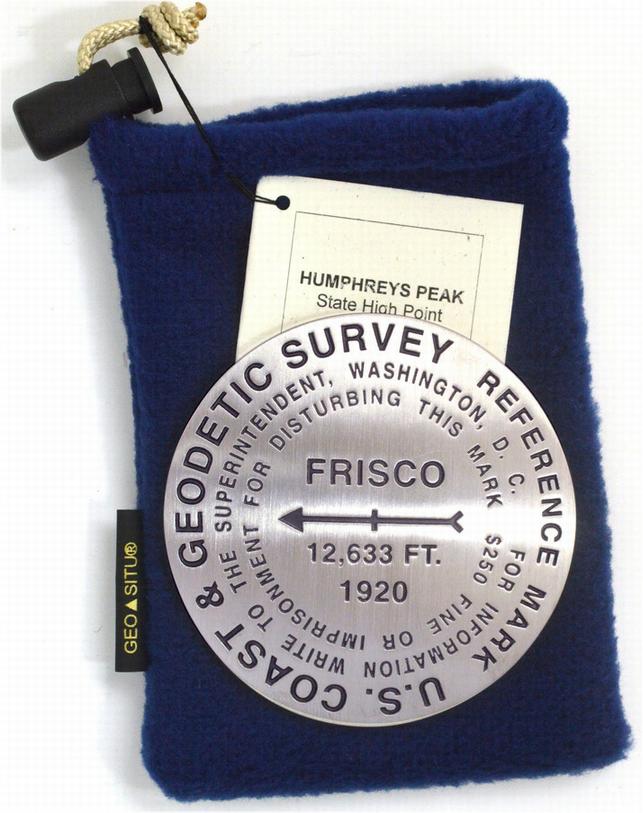 HUMPHREYS PEAK
State High Point
U.S. COAST & GEODETIC SURVEY REFERENCE MARK
FOR INFORMATION WRITE TO THE SUPERINTENDENT, WASHINGTON, D. C.
$250 FINE OR IMPRISONMENT FOR DISTURBING THIS MARK
FRISCO
12,633 FT.
1920
GEO▲SITU®